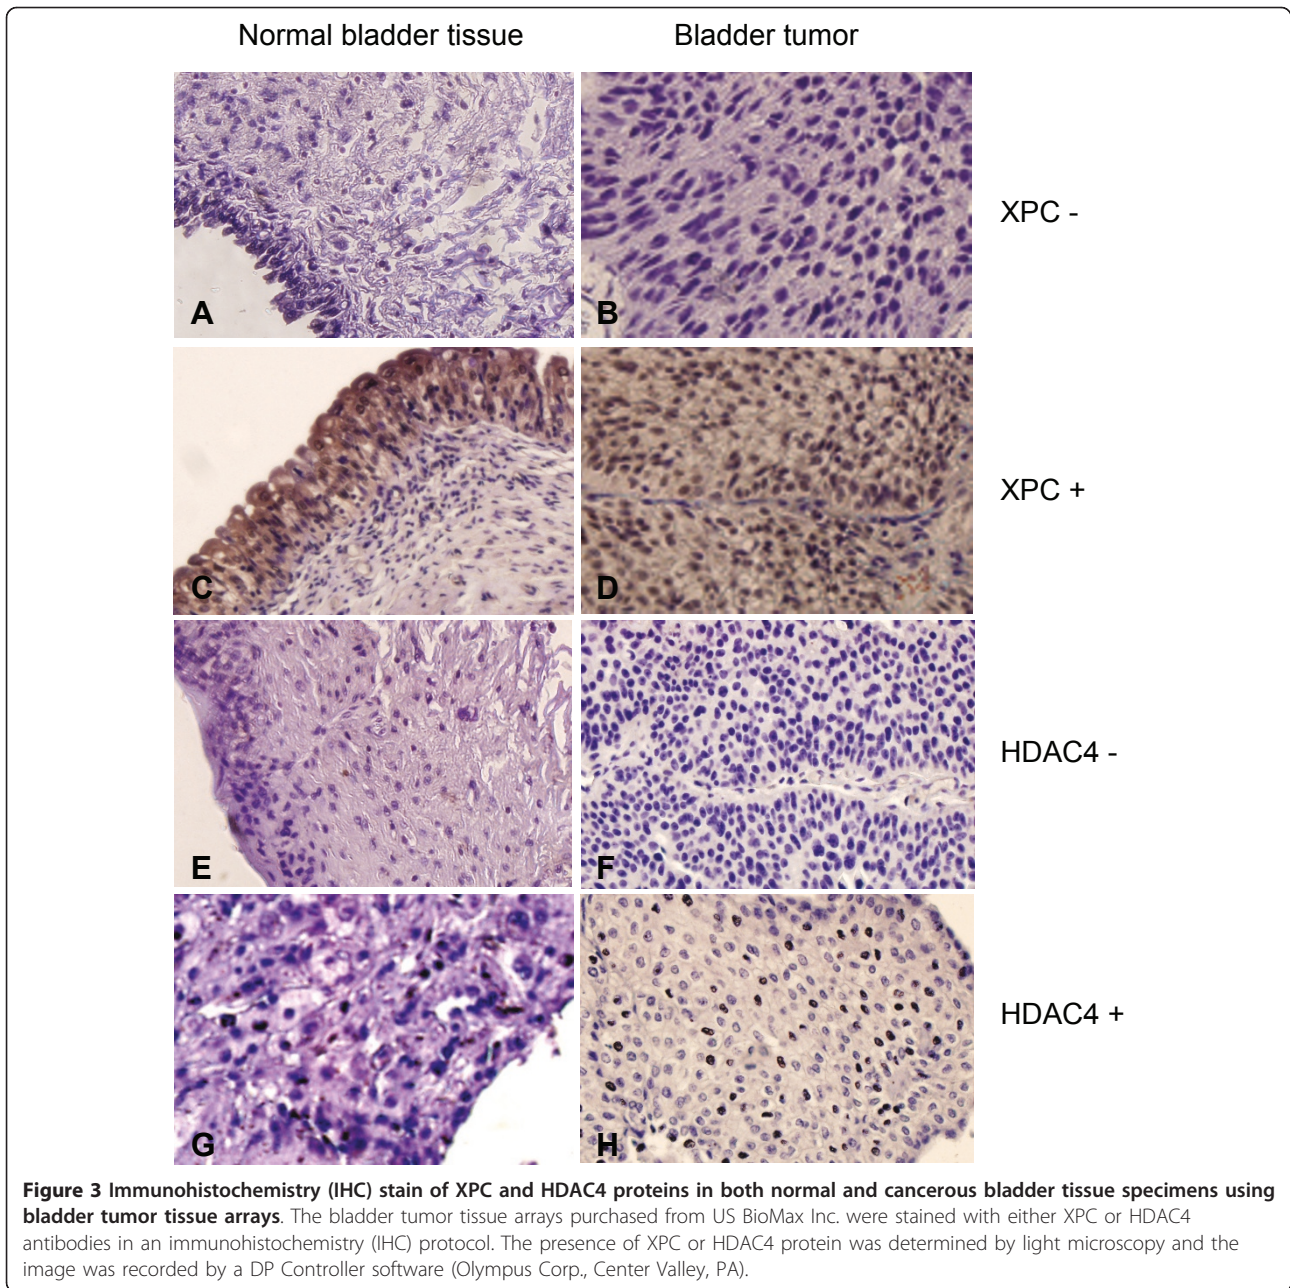 Normal bladder tissue
Bladder tumor
A
B
XPC -
C
D
XPC +
E
F
HDAC4 -
G
H
HDAC4 +
Figure 3 Immunohistochemistry (IHC) stain of XPC and HDAC4 proteins in both normal and cancerous bladder tissue specimens using
bladder tumor tissue arrays. The bladder tumor tissue arrays purchased from US BioMax Inc. were stained with either XPC or HDAC4
antibodies in an immunohistochemistry (IHC) protocol. The presence of XPC or HDAC4 protein was determined by light microscopy and the
image was recorded by a DP Controller software (Olympus Corp., Center Valley, PA).